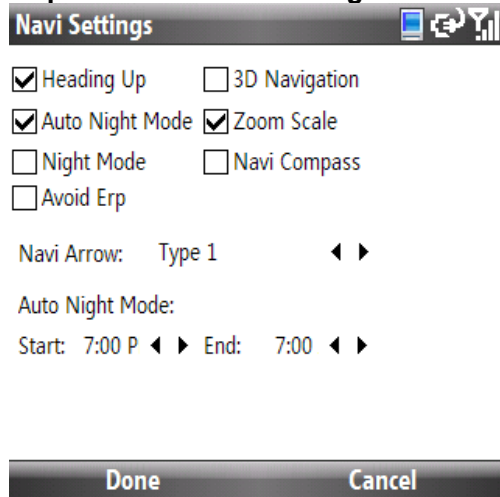 Navi Settings
Heading Up 3D Navigation
Auto Night Mode Zoom Scale
Night Mode Navi Compass
Avoid Erp
Navi Arrow: Type 1
Auto Night Mode:
Start: 7:00 P End: 7:00
Done Cancel